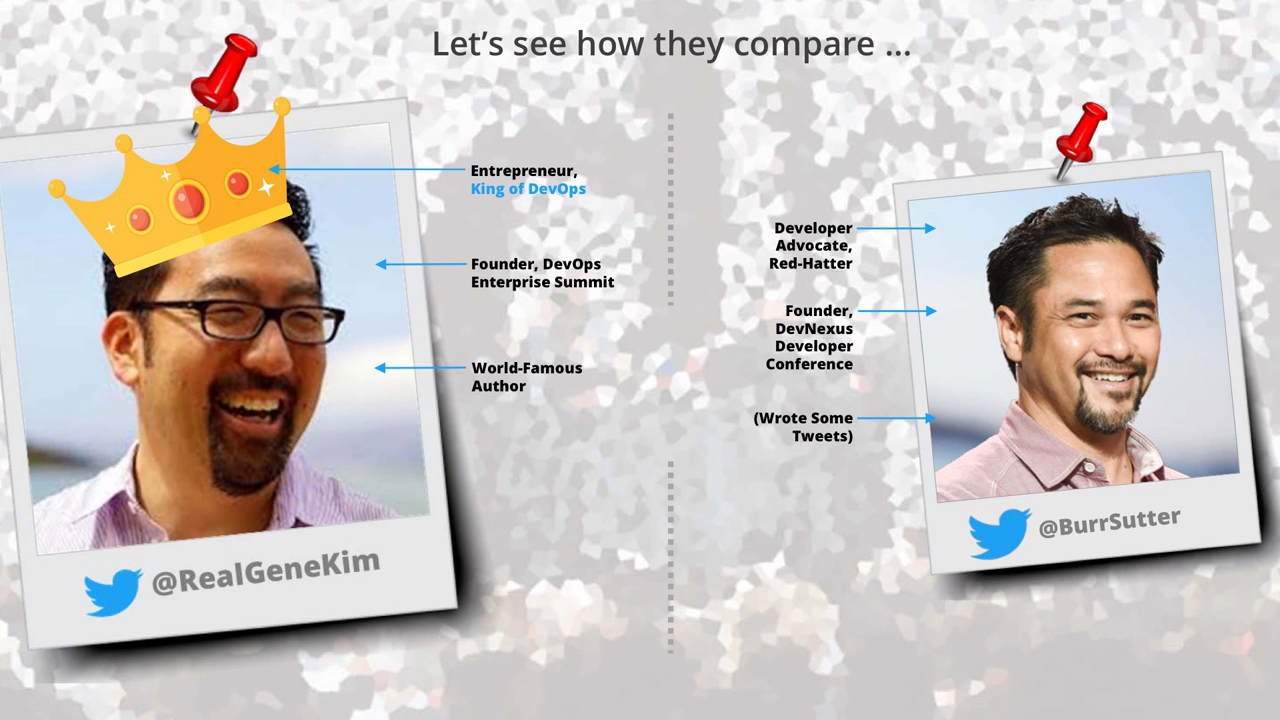 Let’s see how they compare ...
Entrepreneur,
King of DevOps
Founder, DevOps
Enterprise Summit
World-Famous
Author
@RealGeneKim
Developer
Advocate,
Red-Hatter
Founder,
DevNexus
Developer
Conference
(Wrote Some
Tweets)
@BurrSutter